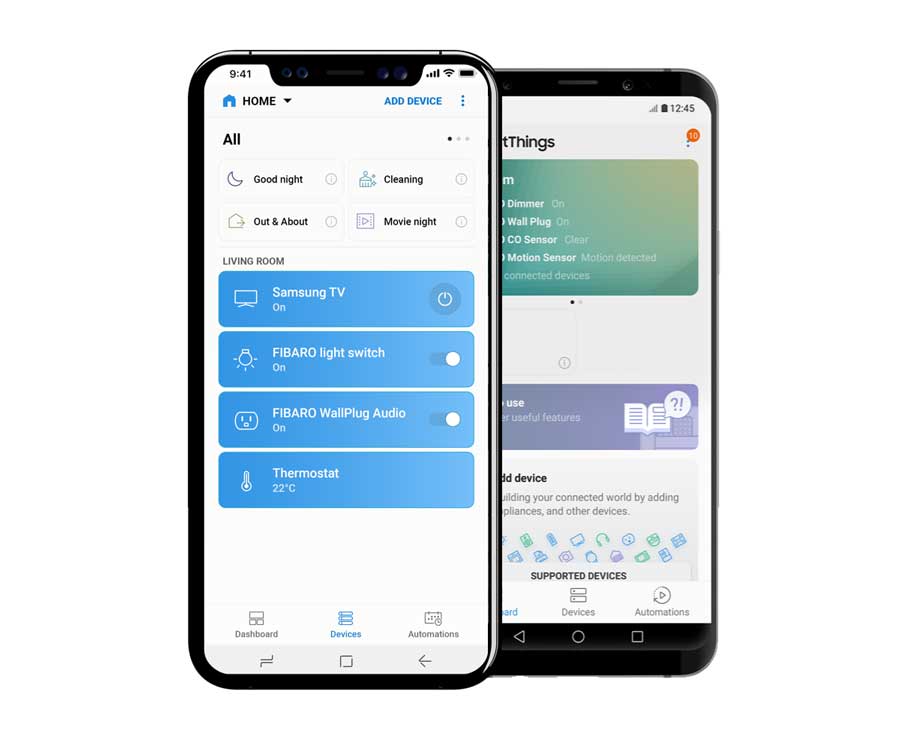 9:41
HOME
ADD DEVICE
All
Good night
Cleaning
Out & About
Movie night
LIVING ROOM
Samsung TV
On
FIBARO light switch
On
FIBARO WallPlug Audio
On
Thermostat
22°C
Dashboard
Devices
Automations
12:45
tThings
10
m
O Dimmer On
O Wall Plug On
O CO Sensor Clear
O Motion Sensor Motion detected
connected devices
use
er useful features
?!
dd device
uilding your connected world by adding
ppliances, and other devices.
SUPPORTED DEVICES
ard
Devices
Automations